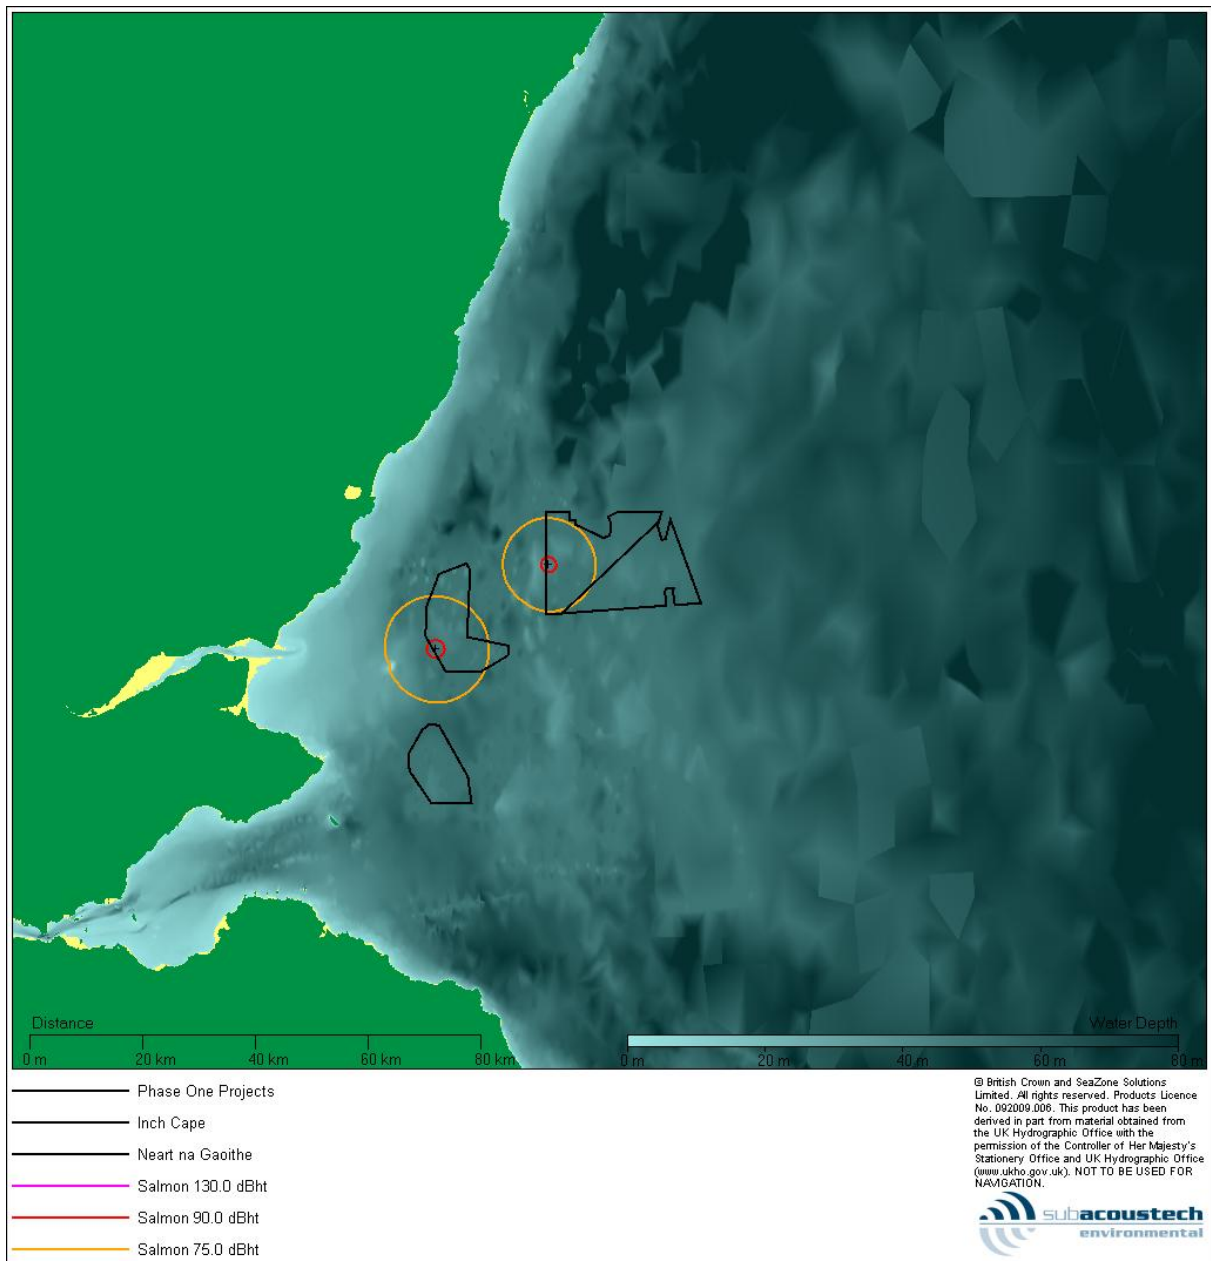 Distance
0 m 20 km 40 km 60 km 80 km
Water Depth
0 m 20 m 40 m 60 m 80 m
Phase One Projects
Inch Cape
Neart na Gaoithe
Salmon 130.0 dBht
Salmon 90.0 dBht
Salmon 75.0 dBht
© British Crown and SeaZone Solutions
Limited. All rights reserved. Products Licence
No. 092009.006. This product has been
derived in part from material obtained from
the UK Hydrographic Office with the
permission of the Controller of Her Majesty's
Stationery Office and UK Hydrographic Office
(www.ukho.gov.uk). NOT TO BE USED FOR
NAVIGATION.
subacoustech
environmental